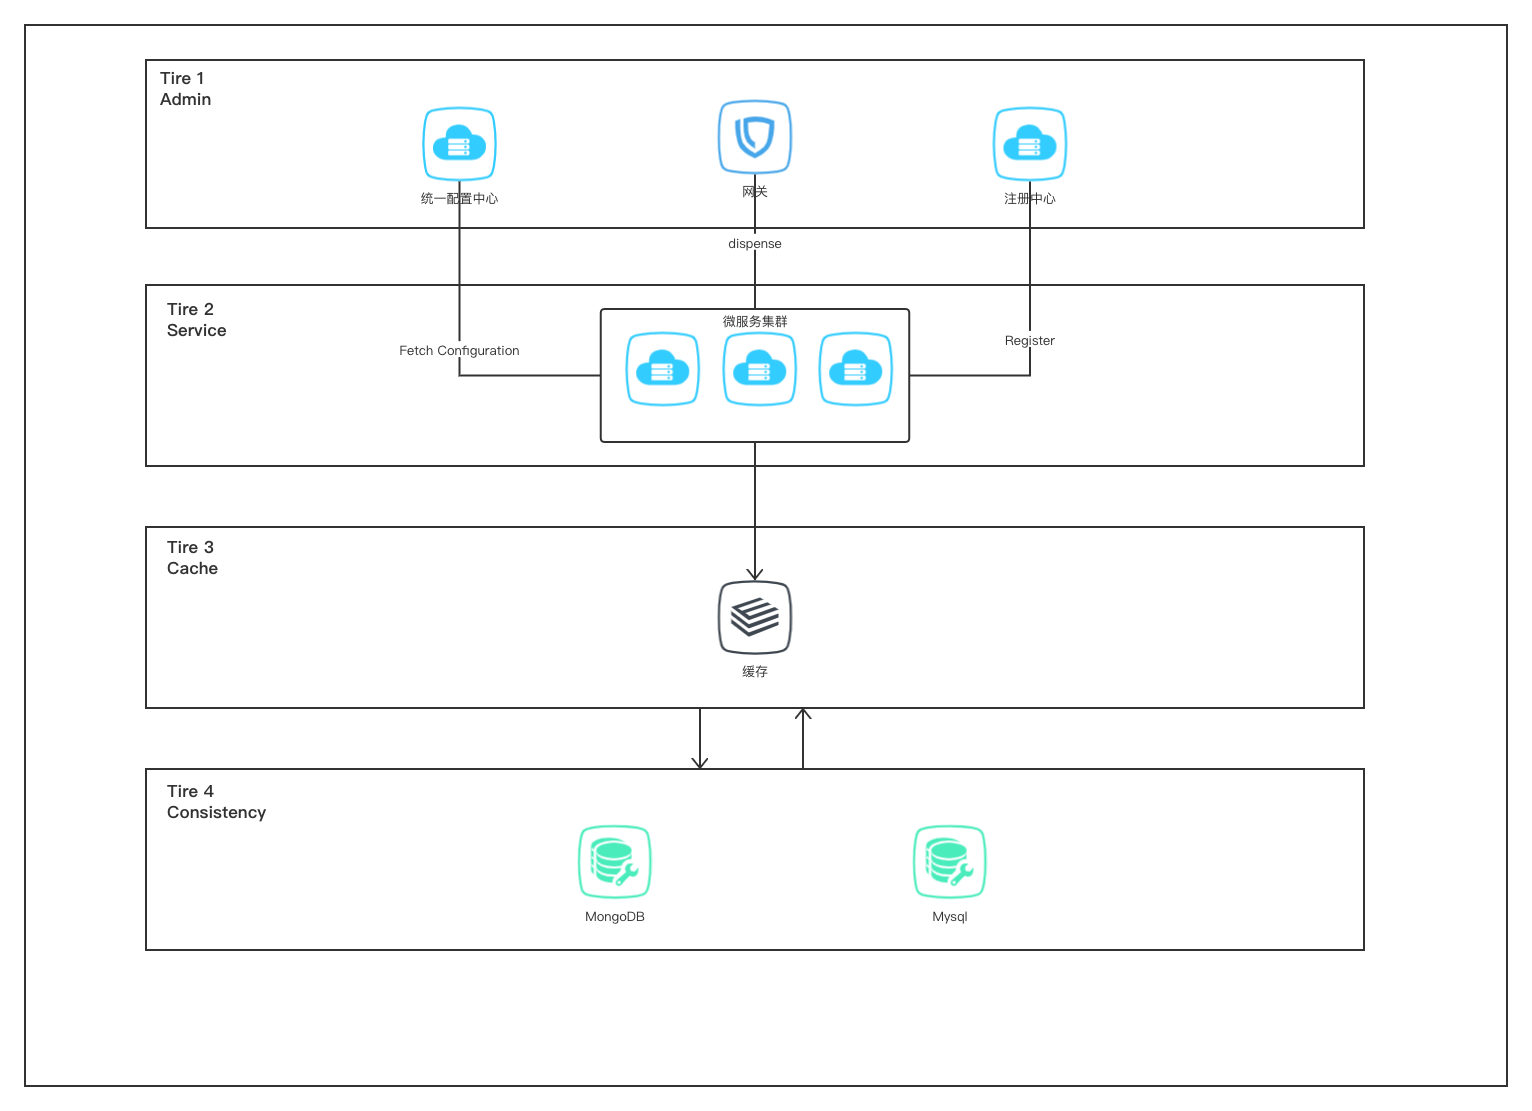 Tire 1
Admin
统一配置中心
网关
注册中心
dispense
Tire 2
Service
微服务集群
Fetch Configuration
Register
Tire 3
Cache
缓存
Tire 4
Consistency
MongoDB
Mysql